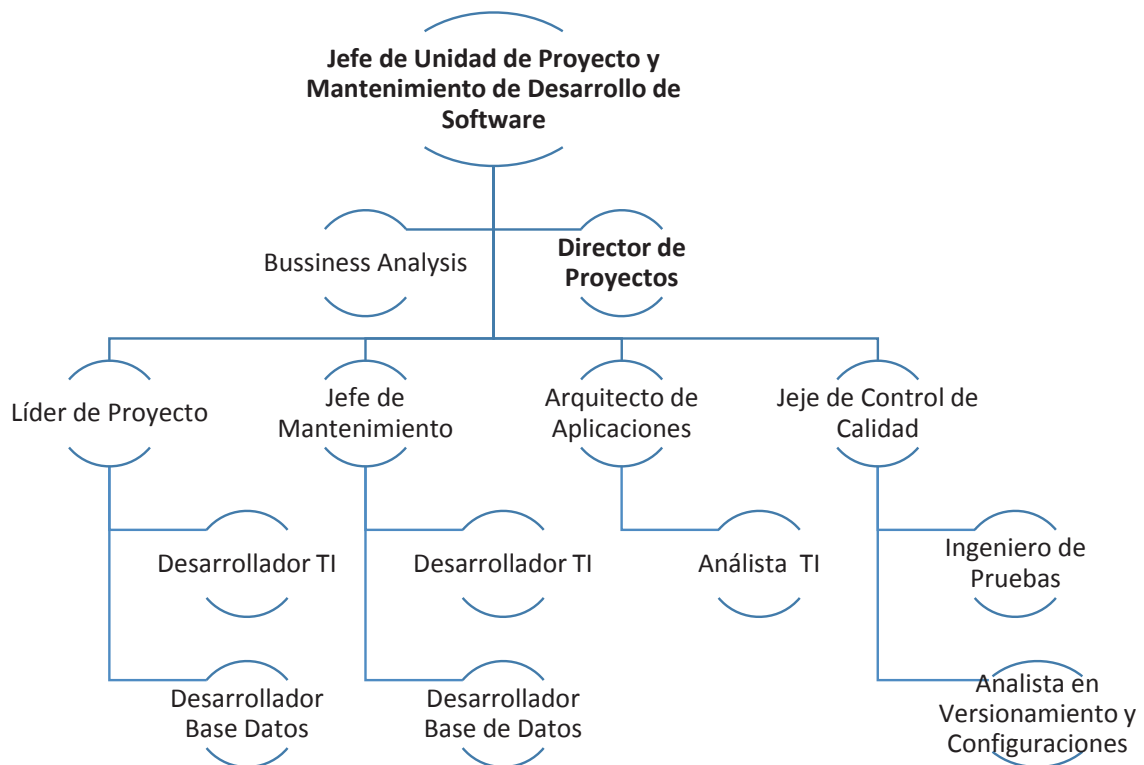 Jefe de Unidad de Proyecto y
Mantenimiento de Desarrollo de
Software
Bussiness Analysis
Director de
Proyectos
Líder de Proyecto
Jefe de
Mantenimiento
Arquitecto de
Aplicaciones
Jeje de Control de
Calidad
Desarrollador TI
Desarrollador TI
Análista  TI
Ingeniero de
Pruebas
Desarrollador
Base Datos
Desarrollador
Base de Datos
Analista en
Versionamiento y
Configuraciones